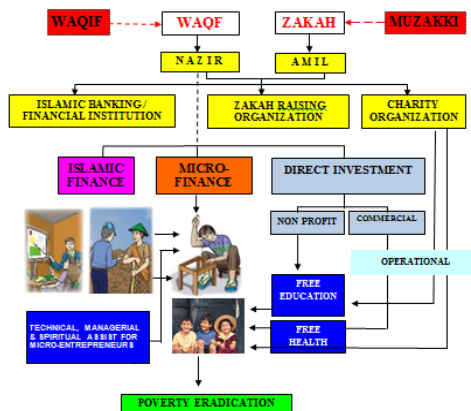 WAQIF
WAQF
ZAKAH
MUZAKKI
N A Z I R
A M I L
ISLAMIC BANKING /
FINANCIAL INSTITUTION
ZAKAH RAISING
ORGANIZATION
CHARITY
ORGANIZATION
ISLAMIC
FINANCE
MICRO-
FINANCE
DIRECT INVESTMENT
NON PROFIT
COMMERCIAL
OPERATIONAL
FREE
EDUCATION
FREE
HEALTH
TECHNICAL, MANAGERIAL
& SPIRITUAL ASSIST FOR
MICRO-ENTREPRENEURS
POVERTY ERADICATION